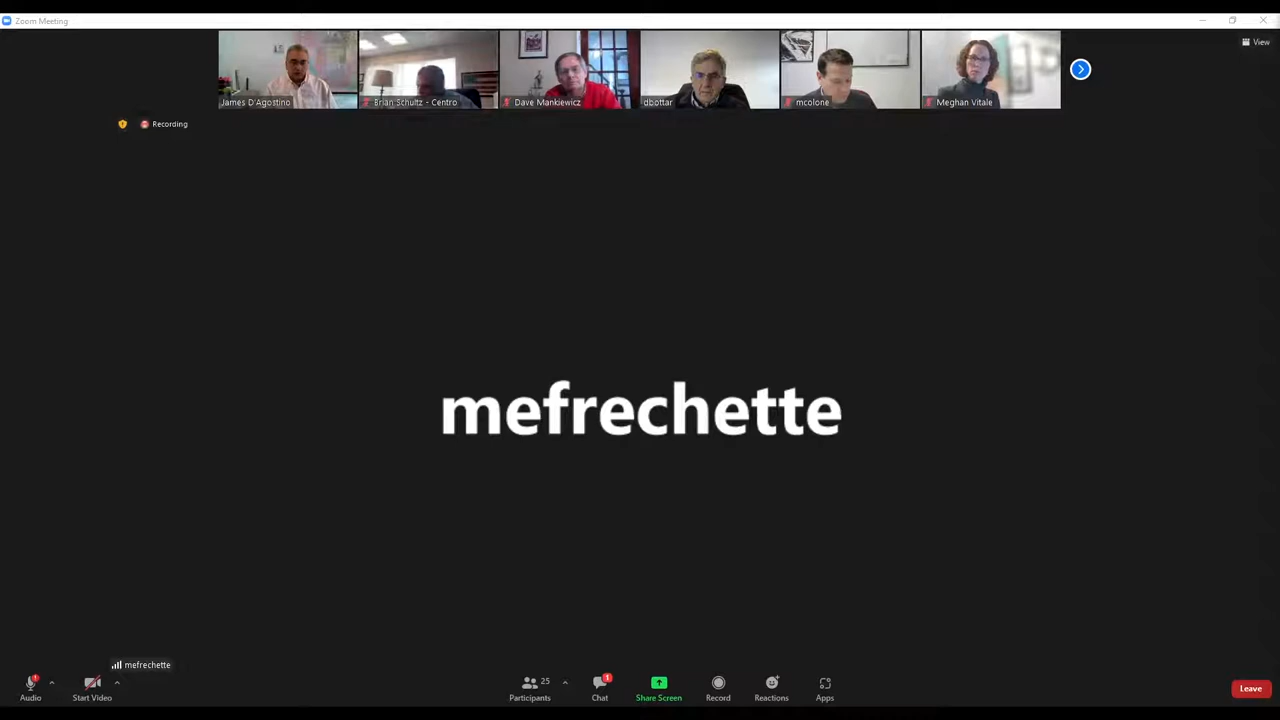 Zoom Meeting
View
James D'Agostino
Brian Schultz - Centro
Dave Mankiewicz
dbottar
mcolone
Meghan Vitale
Recording
mefrechette
mefrechette
Audio
Start Video
Participants
25
Chat
1
Share Screen
Record
Reactions
Apps
Leave